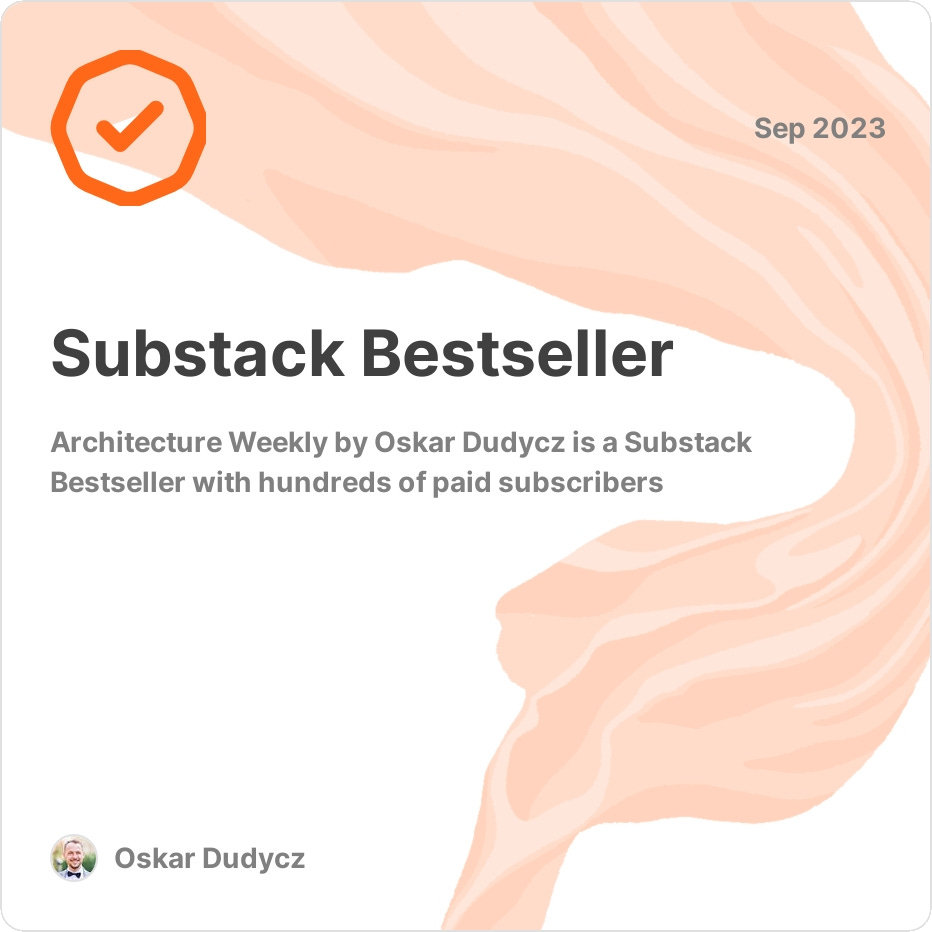 Sep 2023
Substack Bestseller
Architecture Weekly by Oskar Dudycz is a Substack
Bestseller with hundreds of paid subscribers
Oskar Dudycz